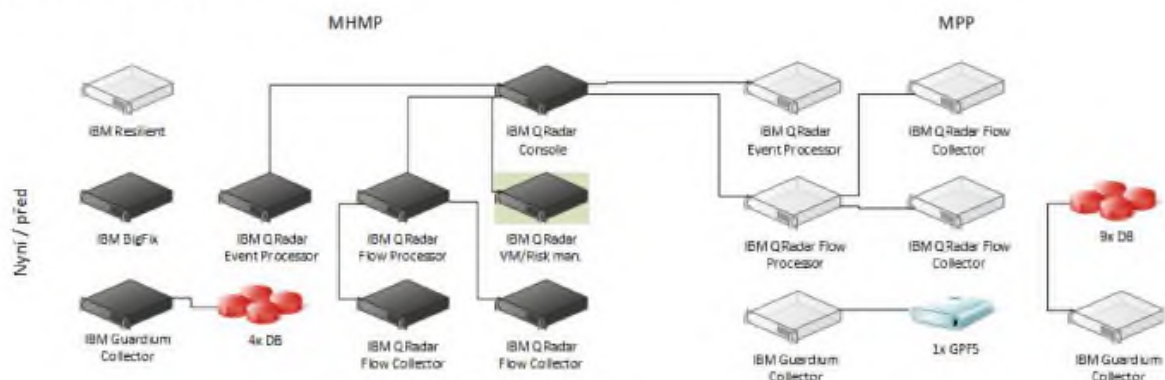 MHMP
MPP
Nyní / před
IBM Resilient
IBM QRadar
Console
IBM QRadar
Event Processor
IBM QRadar Flow
Collector
IBM BigFix
IBM QRadar
Event Processor
IBM QRadar
Flow Processor
IBM QRadar
VM/Risk man.
IBM QRadar Flow
Processor
IBM QRadar Flow
Collector
9x DB
IBM Guardium
Collector
4x DB
IBM QRadar
Flow Collector
IBM QRadar
Flow Collector
IBM Guardium
Collector
1x GPFS
IBM Guardium
Collector